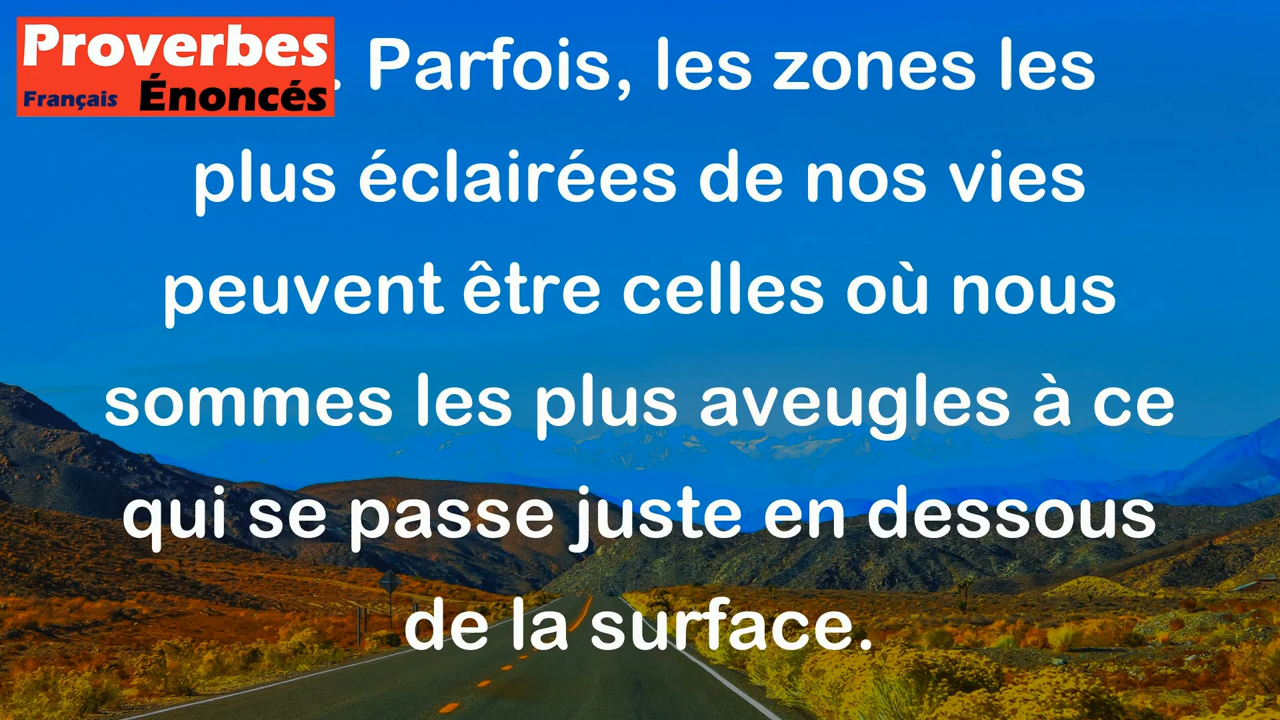 Proverbes
Français Énoncés
. Parfois, les zones les
plus éclairées de nos vies
peuvent être celles où nous
sommes les plus aveugles à ce
qui se passe juste en dessous
de la surface.